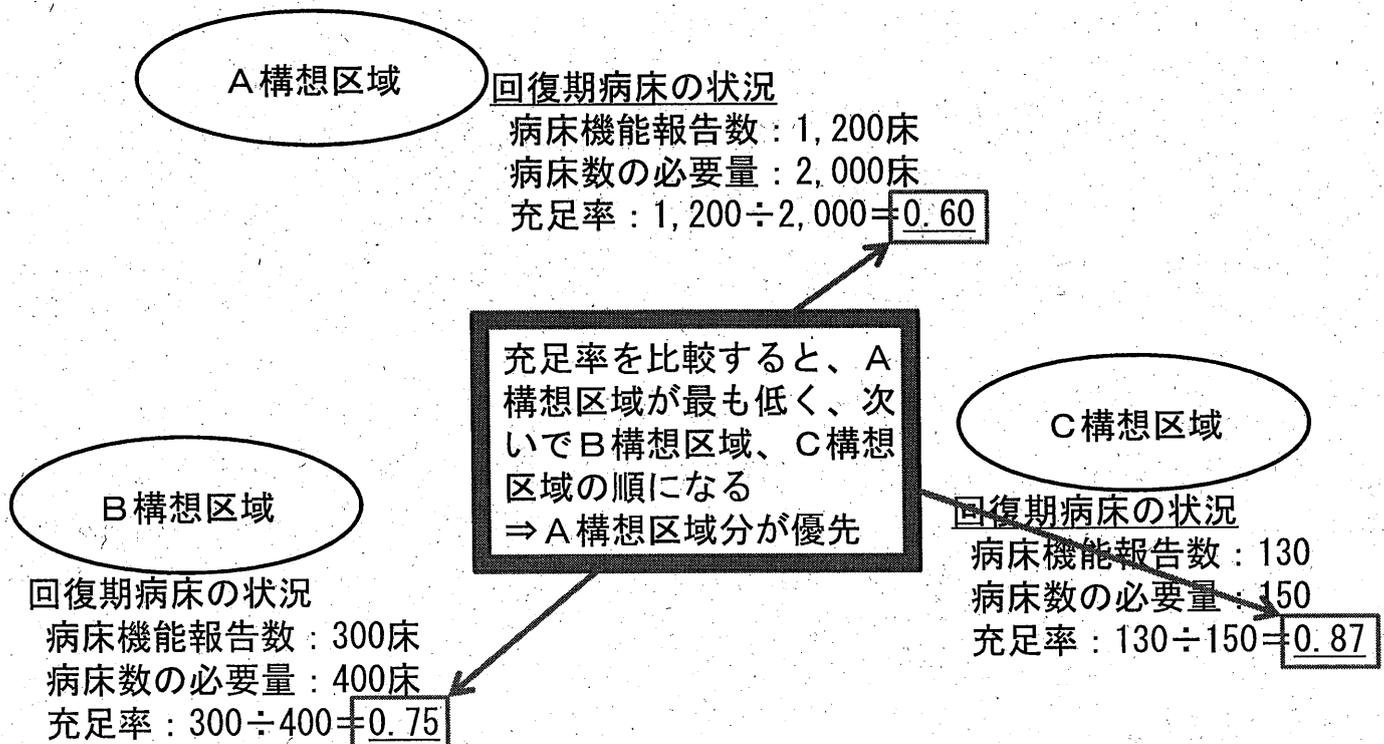 A構想区域
回復期病床の状況
病床機能報告数：1,200床
病床数の必要量：2,000床
充足率：1,200÷2,000＝0.60
充足率を比較すると、A
構想区域が最も低く、次
いでB構想区域、C構想
区域の順になる
⇒A構想区域分が優先
B構想区域
回復期病床の状況
病床機能報告数：300床
病床数の必要量：400床
充足率：300÷400＝0.75
C構想区域
回復期病床の状況
病床機能報告数：130
病床数の必要量：150
充足率：130÷150＝0.87